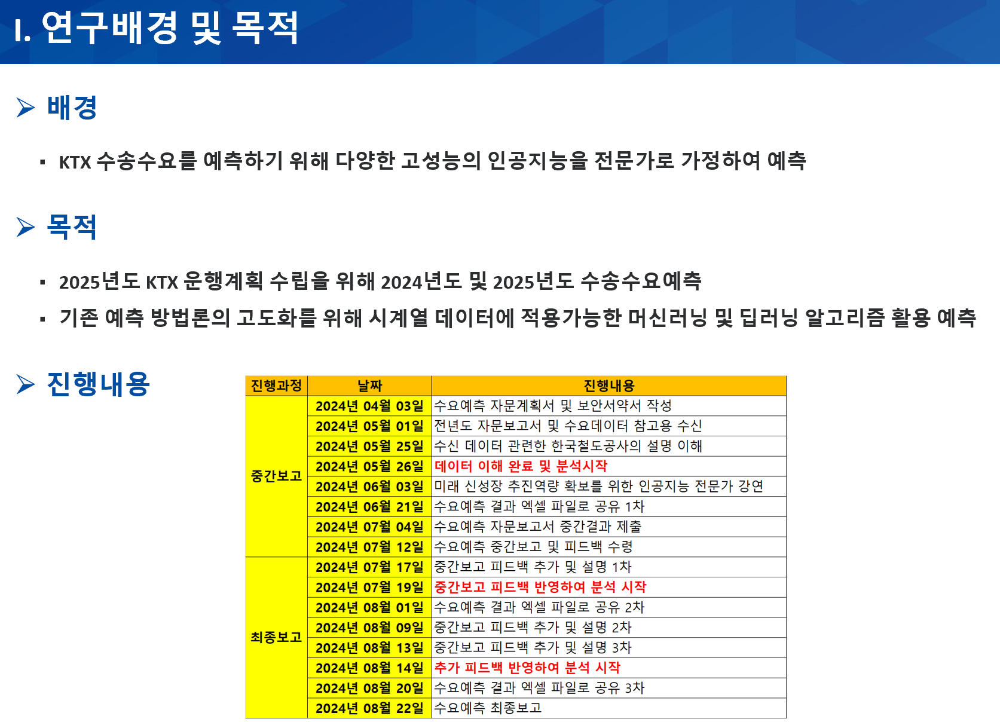 I. 연구배경 및 목적
➢ 배경
▪ KTX 수송수요를 예측하기 위해 다양한 고성능의 인공지능을 전문가로 가정하여 예측
➢ 목적
▪ 2025년도 KTX 운행계획 수립을 위해 2024년도 및 2025년도 수송수요예측
▪ 기존 예측 방법론의 고도화를 위해 시계열 데이터에 적용가능한 머신러닝 및 딥러닝 알고리즘 활용 예측
➢ 진행내용
진행과정 날짜 진행내용
중간보고
2024년 04월 03일 수요예측 자문계획서 및 보안서약서 작성
2024년 05월 01일 전년도 자문보고서 및 수요데이터 참고용 수신
2024년 05월 25일 수신 데이터 관련한 한국철도공사의 설명 이해
2024년 05월 26일 데이터 이해 완료 및 분석시작
2024년 06월 03일 미래 신성장 추진역량 확보를 위한 인공지능 전문가 강연
2024년 06월 21일 수요예측 결과 엑셀 파일로 공유 1차
2024년 07월 04일 수요예측 자문보고서 중간결과 제출
2024년 07월 12일 수요예측 중간보고 및 피드백 수령
최종보고
2024년 07월 17일 중간보고 피드백 추가 및 설명 1차
2024년 07월 19일 중간보고 피드백 반영하여 분석 시작
2024년 08월 01일 수요예측 결과 엑셀 파일로 공유 2차
2024년 08월 09일 중간보고 피드백 추가 및 설명 2차
2024년 08월 13일 중간보고 피드백 추가 및 설명 3차
2024년 08월 14일 추가 피드백 반영하여 분석 시작
2024년 08월 20일 수요예측 결과 엑셀 파일로 공유 3차
2024년 08월 22일 수요예측 최종보고